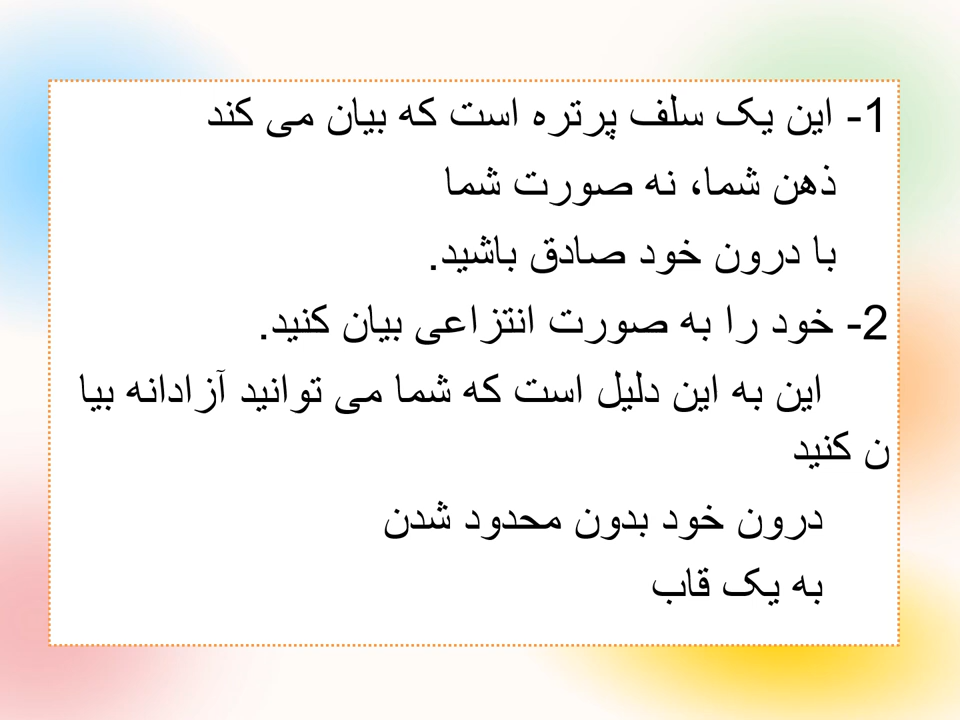 1- این یک سلف پرتره است که بیان می کند
ذهن شما، نه صورت شما
با درون خود صادق باشید.
2- خود را به صورت انتزاعی بیان کنید.
این به این دلیل است که شما می توانید آزادانه بیا
ن کنید
درون خود بدون محدود شدن
به یک قاب